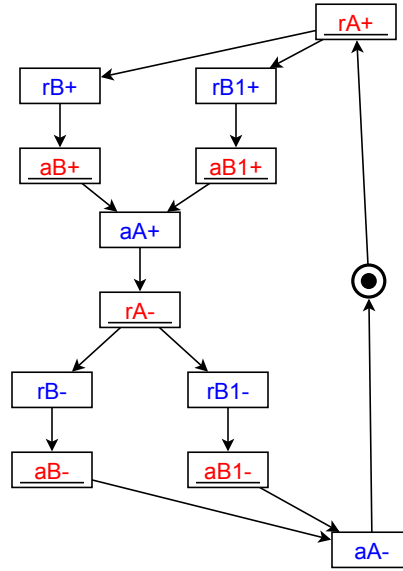 rA+
rB+ rB1+
aB+ aB1+
aA+
rA-
rB- rB1-
aB- aB1-
aA-